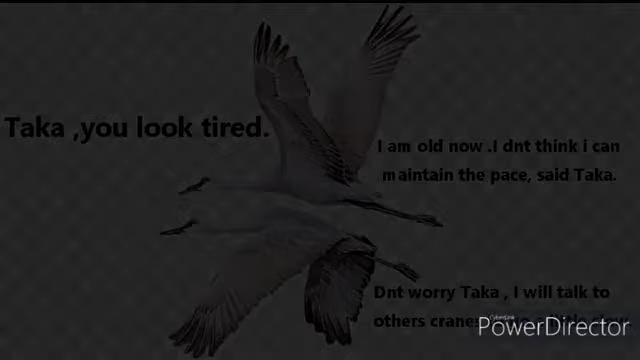 Taka ,you look tired.
I am old now .I dnt think i can
maintain the pace, said Taka.
Dnt worry Taka , I will talk to
others cranes
CyberLink
PowerDirector